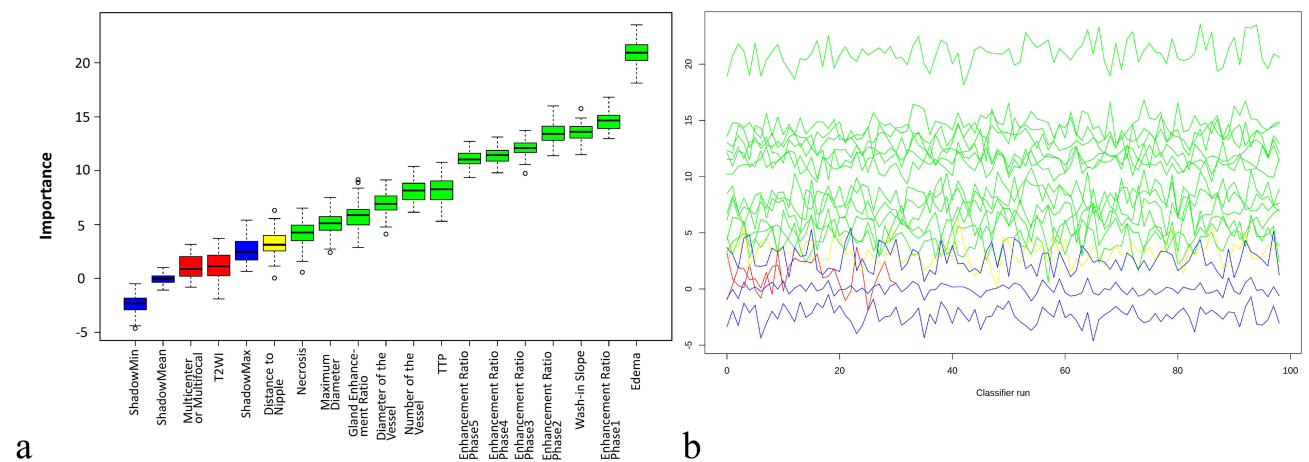 Importance
20
15
10
5
0
-5
ShadowMin
ShadowMean
Multicenter
or Multifocal
T2WI
ShadowMax
Distance to
Nipple
Necrosis
Maximum
Diameter
Gland Enhance-
ment Ratio
Diameter of the
Vessel
Number of the
Vessel
TTP
Enhancement Ratio
Phase5
Enhancement Ratio
Phase4
Enhancement Ratio
Phase3
Enhancement Ratio
Phase2
Wash-in Slope
Enhancement Ratio
Phase1
Edema
a
20
15
10
5
0
-5
0 20 40 60 80 100
Classifier run
b